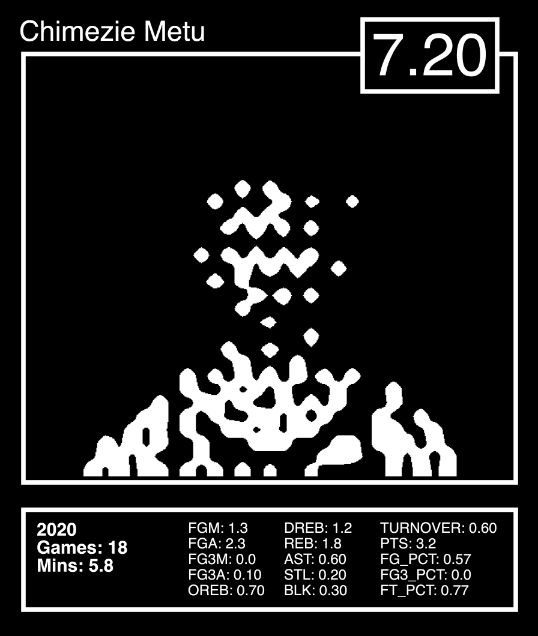 Chimezie Metu
7.20
2020
Games: 18
Mins: 5.8
FGM: 1.3
FGA: 2.3
FG3M: 0.0
FG3A: 0.10
OREB: 0.70
DREB: 1.2
REB: 1.8
AST: 0.60
STL: 0.20
BLK: 0.30
TURNOVER: 0.60
PTS: 3.2
FG_PCT: 0.57
FG3_PCT: 0.0
FT_PCT: 0.77